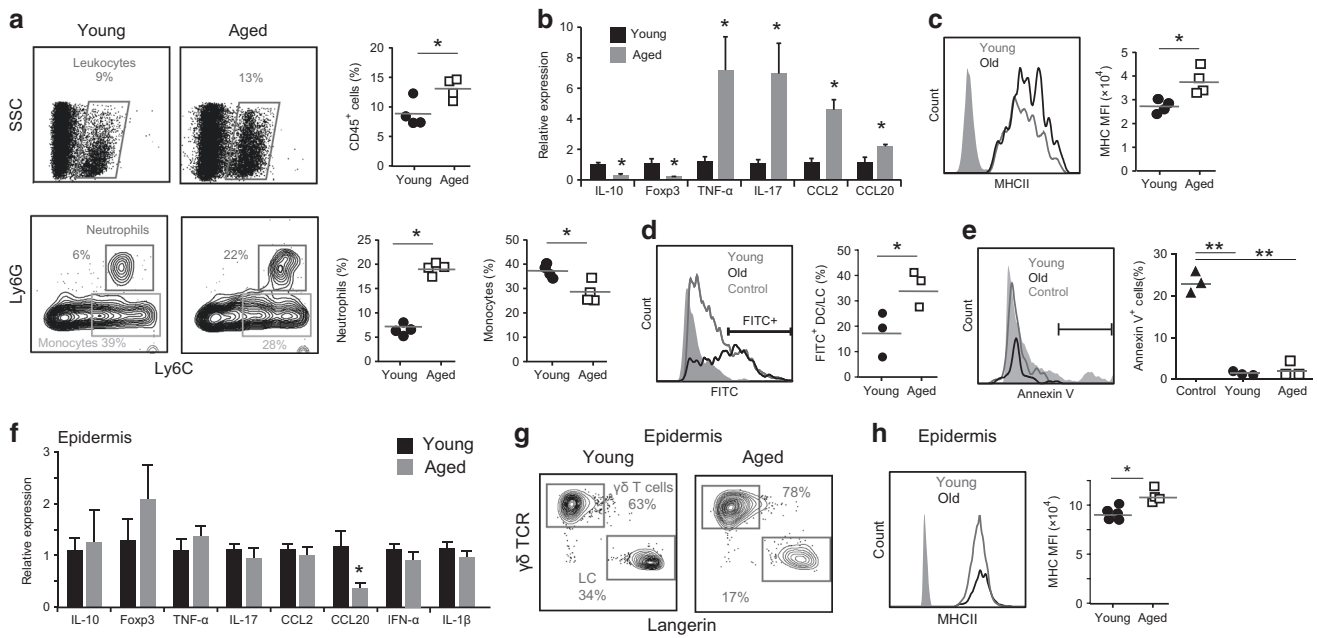 a
Young
Aged
Leukocytes
9%
13%
SSC
CD45+ cells (%)
20
15
10
5
0
*
Young Aged
Neutrophils
6%
22%
Monocytes 39%
28%
Ly6G
Ly6C
Neutrophils (%)
25
20
15
10
5
0
*
Young Aged
Monocytes (%)
50
40
30
20
10
0
*
Young Aged
b
Young
Aged
Relative expression
10
8
6
4
2
0
* * * * * *
IL-10 Foxp3 TNF-α IL-17 CCL2 CCL20
c
Young
Old
Count
MHCII
MHC MFI (×10⁴)
5
4
3
2
1
0
*
Young Aged
d
Young
Old
Control
Count
FITC+
FITC
FITC+ DC/LC (%)
50
40
30
20
10
0
*
Young Aged
e
Young
Old
Control
Count
Annexin V
Annexin V+ cells(%)
30
20
10
0
**
**
Control Young Aged
f
Epidermis
Young
Aged
Relative expression
3
2
1
0
*
IL-10 Foxp3 TNF-α IL-17 CCL2 CCL20 IFN-α IL-1β
g
Epidermis
Young
Aged
γδ T cells
63%
78%
LC
34%
17%
γδ TCR
Langerin
h
Epidermis
Young
Old
Count
MHCII
MHC MFI (×10⁴)
10
5
0
*
Young Aged